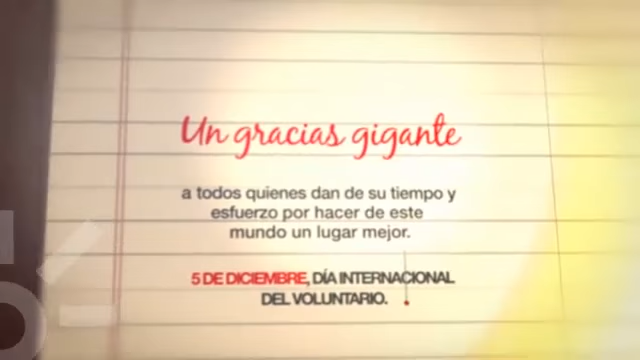 Un gracias gigante
a todos quienes dan de su tiempo y
esfuerzo por hacer de este
mundo un lugar mejor.
5 DE DICIEMBRE, DÍA INTERNACIONAL
DEL VOLUNTARIO.